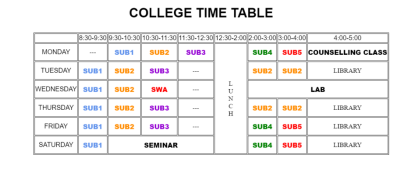 COLLEGE TIME TABLE
8:30-9:30 9:30-10:30 10:30-11:30 11:30-12:30 12:30-2:00 2:00-3:00 3:00-4:00 4:00-5:00
MONDAY --- SUB1 SUB2 SUB3 LUNCH SUB4 SUB5 COUNSELLING CLASS
TUESDAY SUB1 SUB2 SUB3 --- SUB2 SUB2 LIBRARY
WEDNESDAY SUB1 SUB2 SWA --- LAB
THURSDAY SUB1 SUB2 SUB3 --- SUB2 SUB2 LIBRARY
FRIDAY SUB1 SUB2 SUB3 --- SUB4 SUB5 LIBRARY
SATURDAY SUB1 SEMINAR SUB4 SUB5 LIBRARY